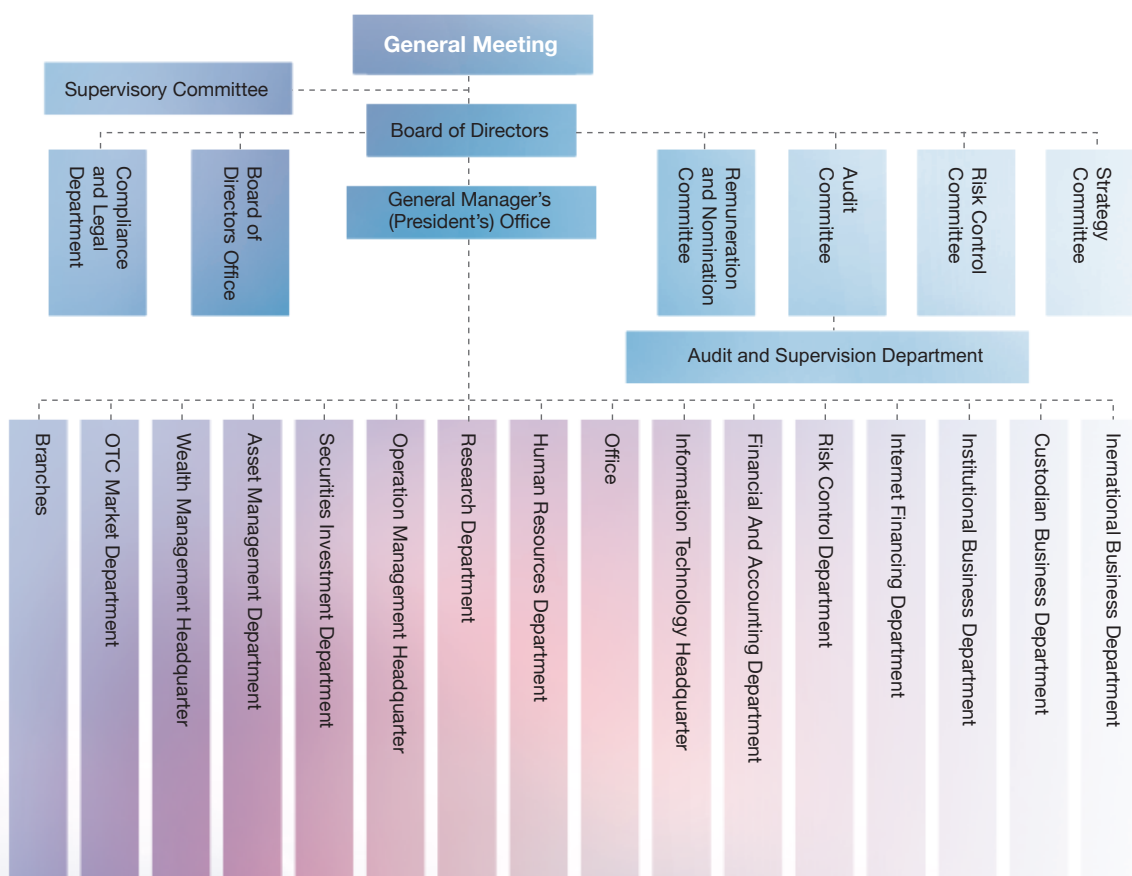 General Meeting
Supervisory Committee
Board of Directors
Compliance
and Legal
Department
Board of
Directors Office
General Manager's
(President's) Office
Remuneration
and Nomination
Committee
Audit
Committee
Risk Control
Committee
Strategy
Committee
Audit and Supervision Department
Branches
OTC Market Department
Wealth Management Headquarter
Asset Management Department
Securities Investment Department
Operation Management Headquarter
Research Department
Human Resources Department
Office
Information Technology Headquarter
Financial And Accounting Department
Risk Control Department
Internet Financing Department
Institutional Business Department
Custodian Business Department
Inernational Business Department